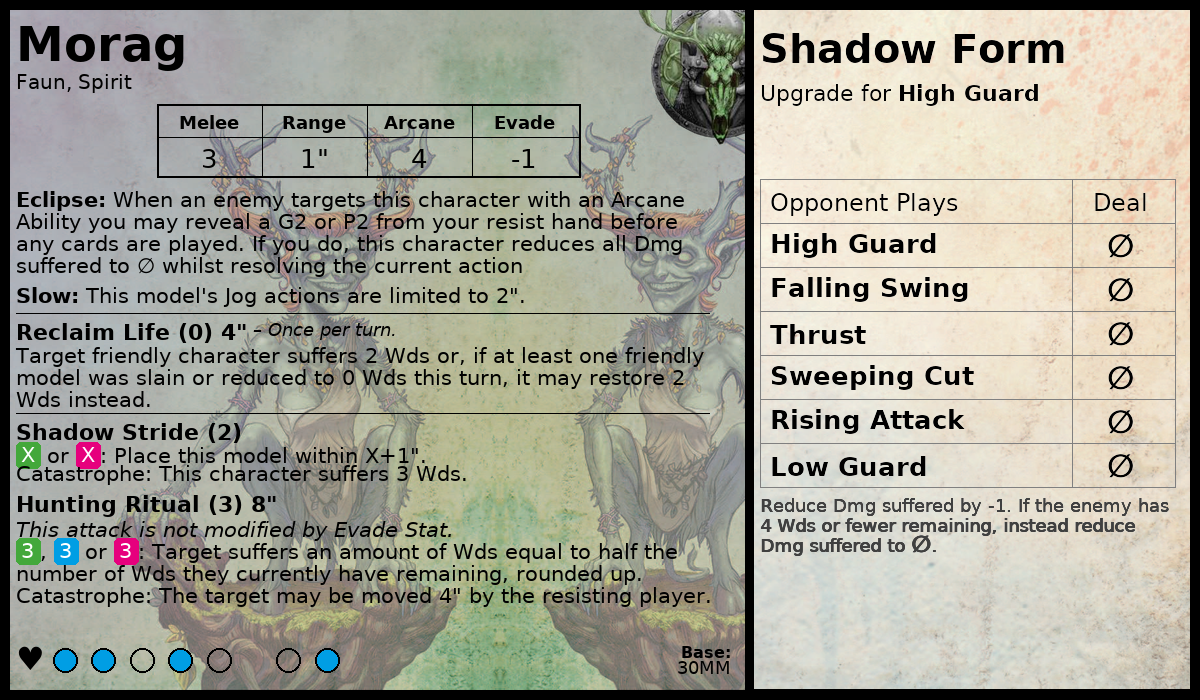 Morag
Faun, Spirit
Melee Range Arcane Evade
3 1" 4 -1
Eclipse: When an enemy targets this character with an Arcane
Ability you may reveal a G2 or P2 from your resist hand before
any cards are played. If you do, this character reduces all Dmg
suffered to ∅ whilst resolving the current action
Slow: This model's Jog actions are limited to 2".
Reclaim Life (0) 4" – Once per turn.
Target friendly character suffers 2 Wds or, if at least one friendly
model was slain or reduced to 0 Wds this turn, it may restore 2
Wds instead.
Shadow Stride (2)
X or X: Place this model within X+1".
Catastrophe: This character suffers 3 Wds.
Hunting Ritual (3) 8"
This attack is not modified by Evade Stat.
3, 3 or 3: Target suffers an amount of Wds equal to half the
number of Wds they currently have remaining, rounded up.
Catastrophe: The target may be moved 4" by the resisting player.
Base:
30MM
Shadow Form
Upgrade for High Guard
Opponent Plays Deal
High Guard ∅
Falling Swing ∅
Thrust ∅
Sweeping Cut ∅
Rising Attack ∅
Low Guard ∅
Reduce Dmg suffered by -1. If the enemy has
4 Wds or fewer remaining, instead reduce
Dmg suffered to ∅.